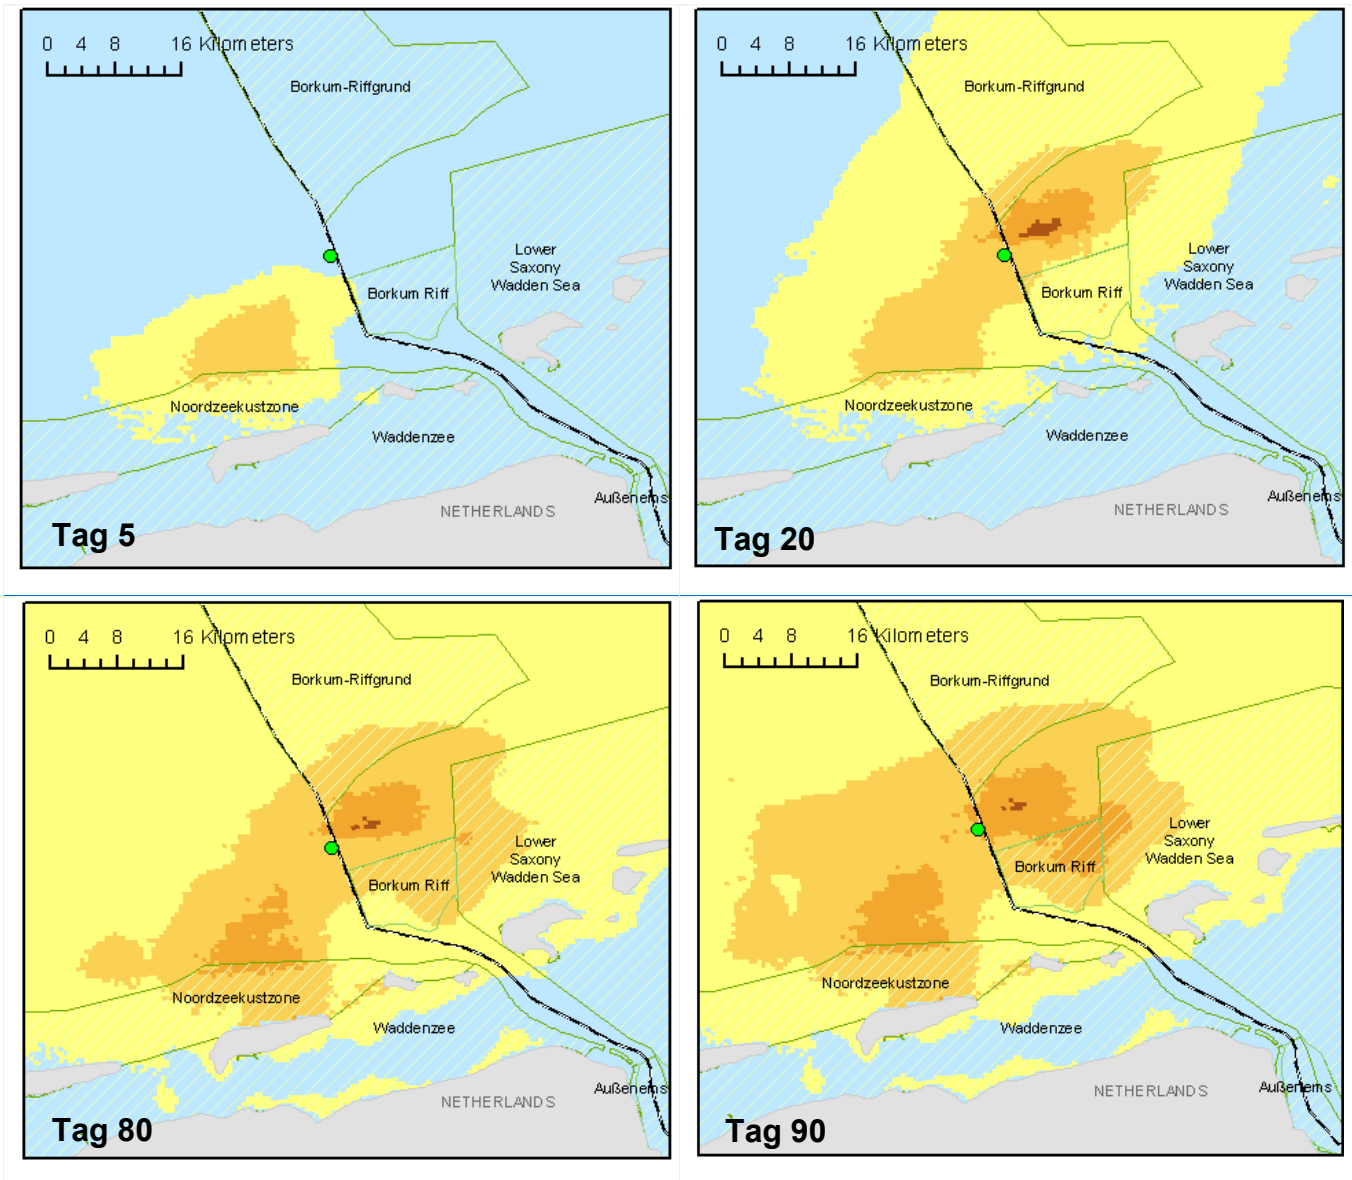 0 4 8 16 Kilometers
Borkum-Riffgrund
Lower
Saxony
Wadden Sea
Borkum Riff
Noordzeekustzone
Waddenzee
Außenems
NETHERLANDS
Tag 5
0 4 8 16 Kilometers
Borkum-Riffgrund
Lower
Saxony
Wadden Sea
Borkum Riff
Noordzeekustzone
Waddenzee
Außenems
NETHERLANDS
Tag 20
0 4 8 16 Kilometers
Borkum-Riffgrund
Lower
Saxony
Wadden Sea
Borkum Riff
Noordzeekustzone
Waddenzee
Außenems
NETHERLANDS
Tag 80
0 4 8 16 Kilometers
Borkum-Riffgrund
Lower
Saxony
Wadden Sea
Borkum Riff
Noordzeekustzone
Waddenzee
Außenems
NETHERLANDS
Tag 90